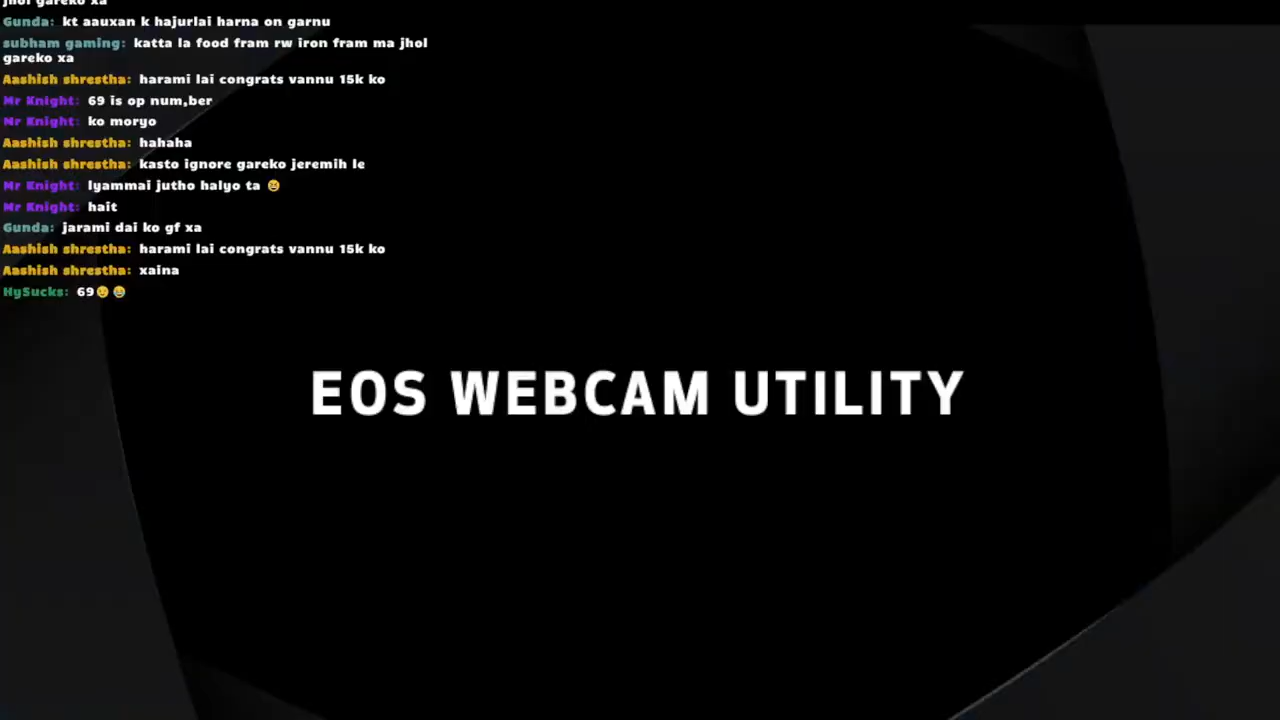 jhol gareko xa
Gunda: kt aauxan k hajurlai harna on garnu
subham gaming: katta la food fram rw iron fram ma jhol
gareko xa
Aashish shrestha: harami lai congrats vannu 15k ko
Mr Knight: 69 is op num,ber
Mr Knight: ko moryo
Aashish shrestha: hahaha
Aashish shrestha: kasto ignore gareko jeremih le
Mr Knight: lyammai jutho halyo ta 😆
Mr Knight: hait
Gunda: jarami dai ko gf xa
Aashish shrestha: harami lai congrats vannu 15k ko
Aashish shrestha: xaina
HySucks: 69😉😂
EOS WEBCAM UTILITY